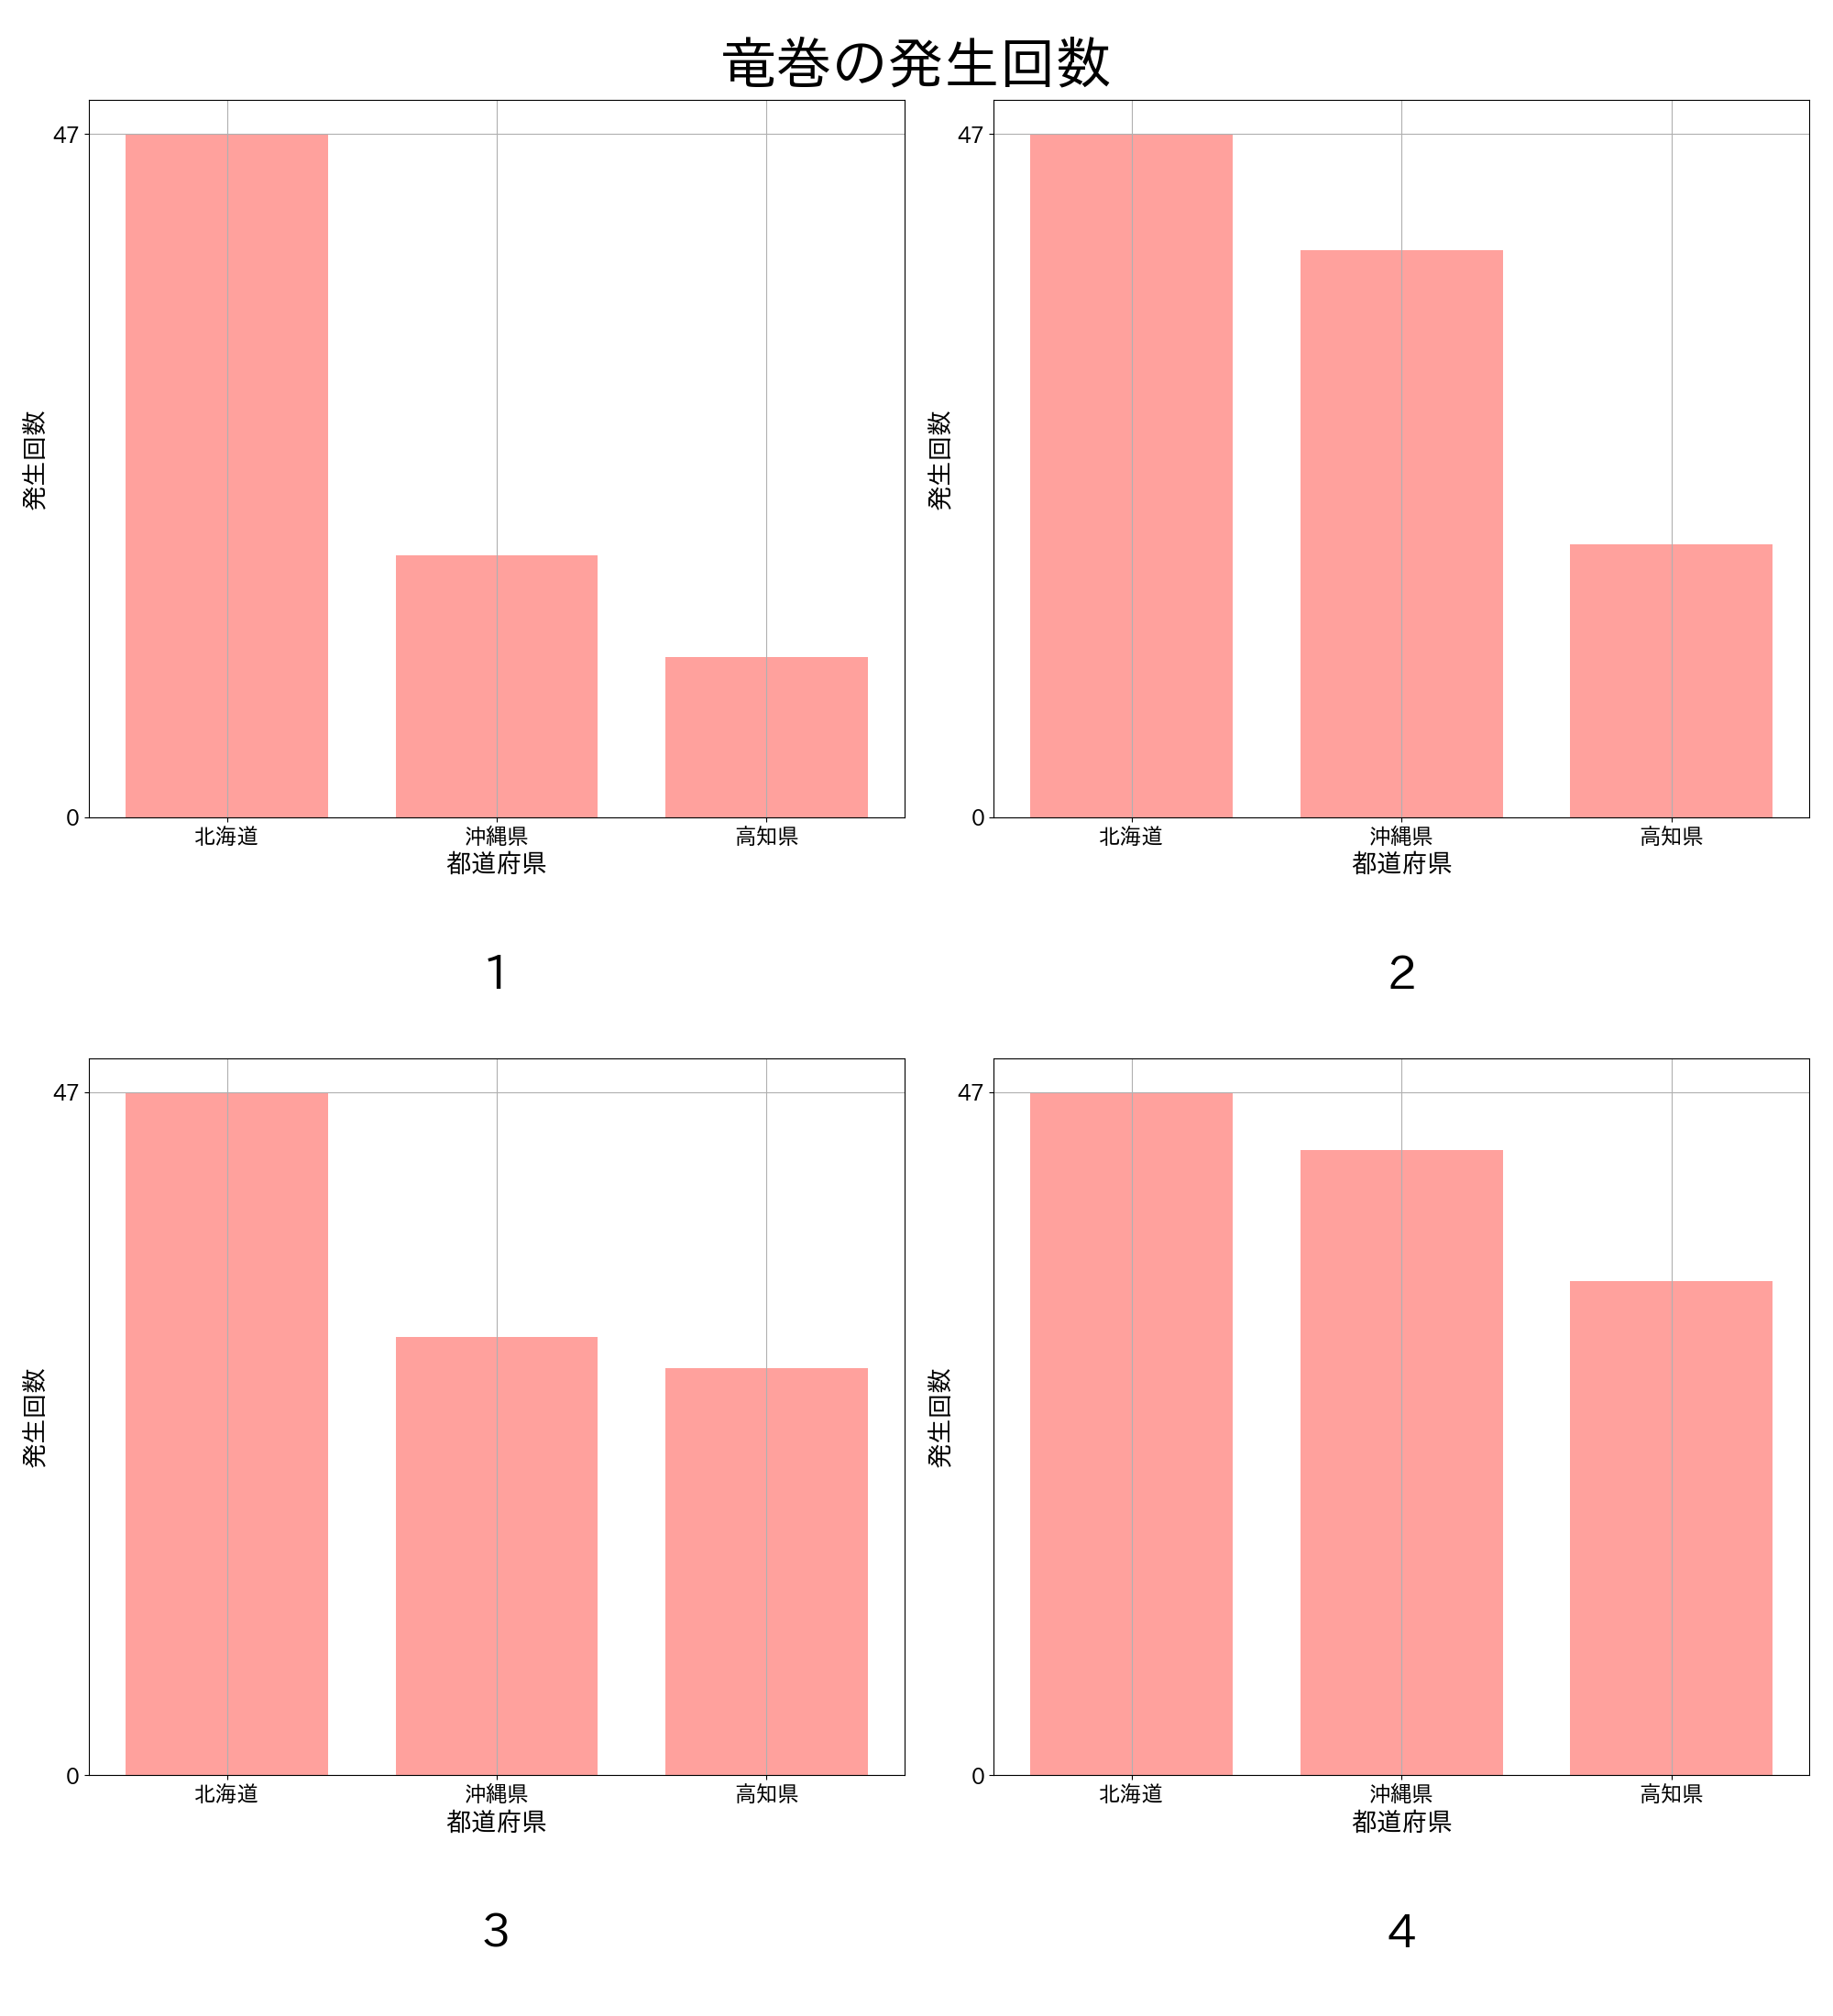 竜巻の発生回数
47
0
発生回数
北海道 沖縄県 高知県
都道府県
1
47
0
発生回数
北海道 沖縄県 高知県
都道府県
2
47
0
発生回数
北海道 沖縄県 高知県
都道府県
3
47
0
発生回数
北海道 沖縄県 高知県
都道府県
4